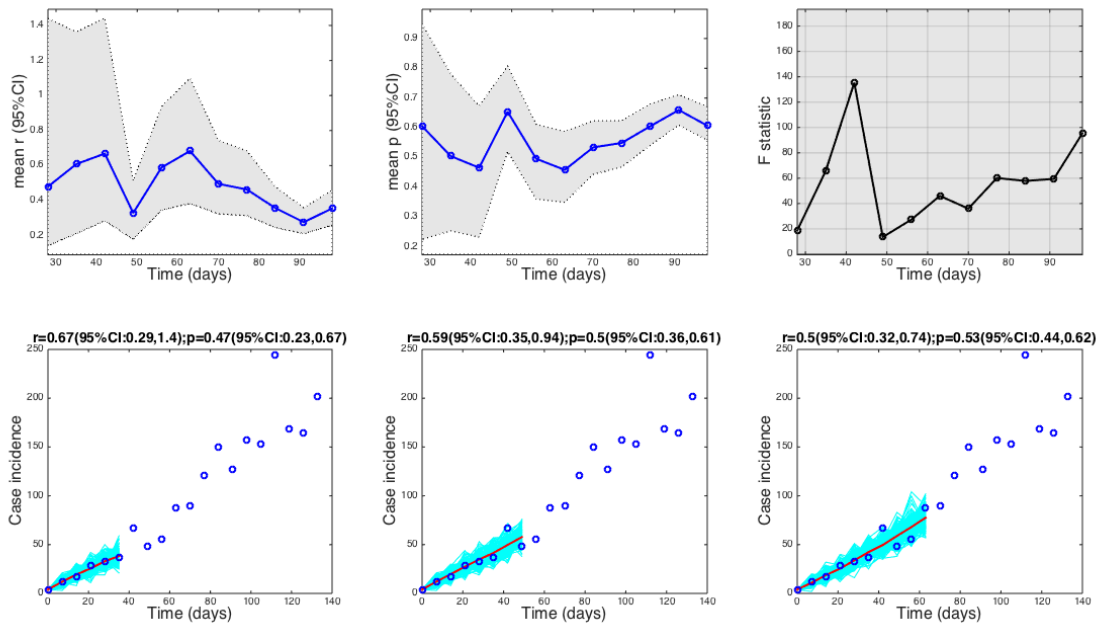 1.4
1.2
1
0.8
0.6
0.4
0.2
mean r (95%CI)
30 40 50 60 70 80 90
Time (days)
0.9
0.8
0.7
0.6
0.5
0.4
0.3
0.2
mean p (95%CI)
30 40 50 60 70 80 90
Time (days)
180
160
140
120
100
80
60
40
20
0
F statistic
30 40 50 60 70 80 90
Time (days)
r=0.67(95%CI:0.29,1.4);p=0.47(95%CI:0.23,0.67)
250
200
150
100
50
0
Case incidence
0 20 40 60 80 100 120 140
Time (days)
r=0.59(95%CI:0.35,0.94);p=0.5(95%CI:0.36,0.61)
250
200
150
100
50
0
Case incidence
0 20 40 60 80 100 120 140
Time (days)
r=0.5(95%CI:0.32,0.74);p=0.53(95%CI:0.44,0.62)
250
200
150
100
50
0
Case incidence
0 20 40 60 80 100 120 140
Time (days)